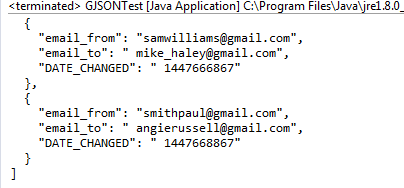 <terminated> GJSONTest [Java Application] C:\Program Files\Java\jre1.8.0_
{
"email_from": "samwilliams@gmail.com",
"email_to": " mike_haley@gmail.com",
"DATE_CHANGED": " 1447666867"
},
{
"email_from": "smithpaul@gmail.com",
"email_to": " angierussell@gmail.com",
"DATE_CHANGED": " 1447668867"
}
]